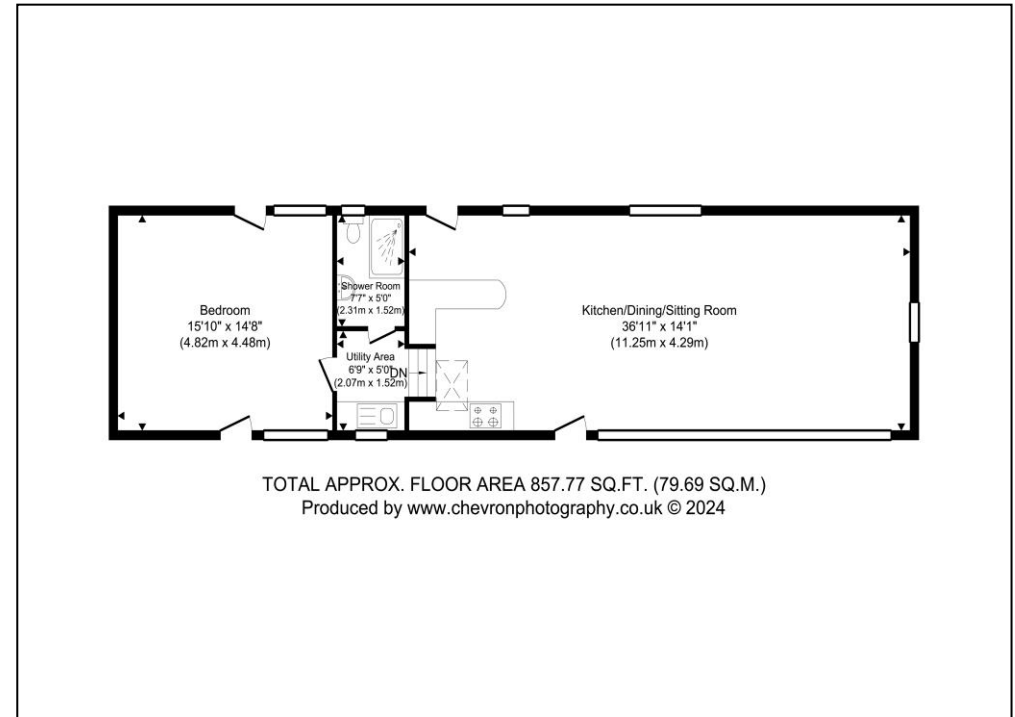 Bedroom
15'10" x 14'8"
(4.82m x 4.48m)
Shower Room
7'7" x 5'0"
(2.31m x 1.52m)
Utility Area
6'9" x 5'0"
(2.07m x 1.52m)
DN
Kitchen/Dining/Sitting Room
36'11" x 14'1"
(11.25m x 4.29m)
TOTAL APPROX. FLOOR AREA 857.77 SQ.FT. (79.69 SQ.M.)
Produced by www.chevronphotography.co.uk © 2024